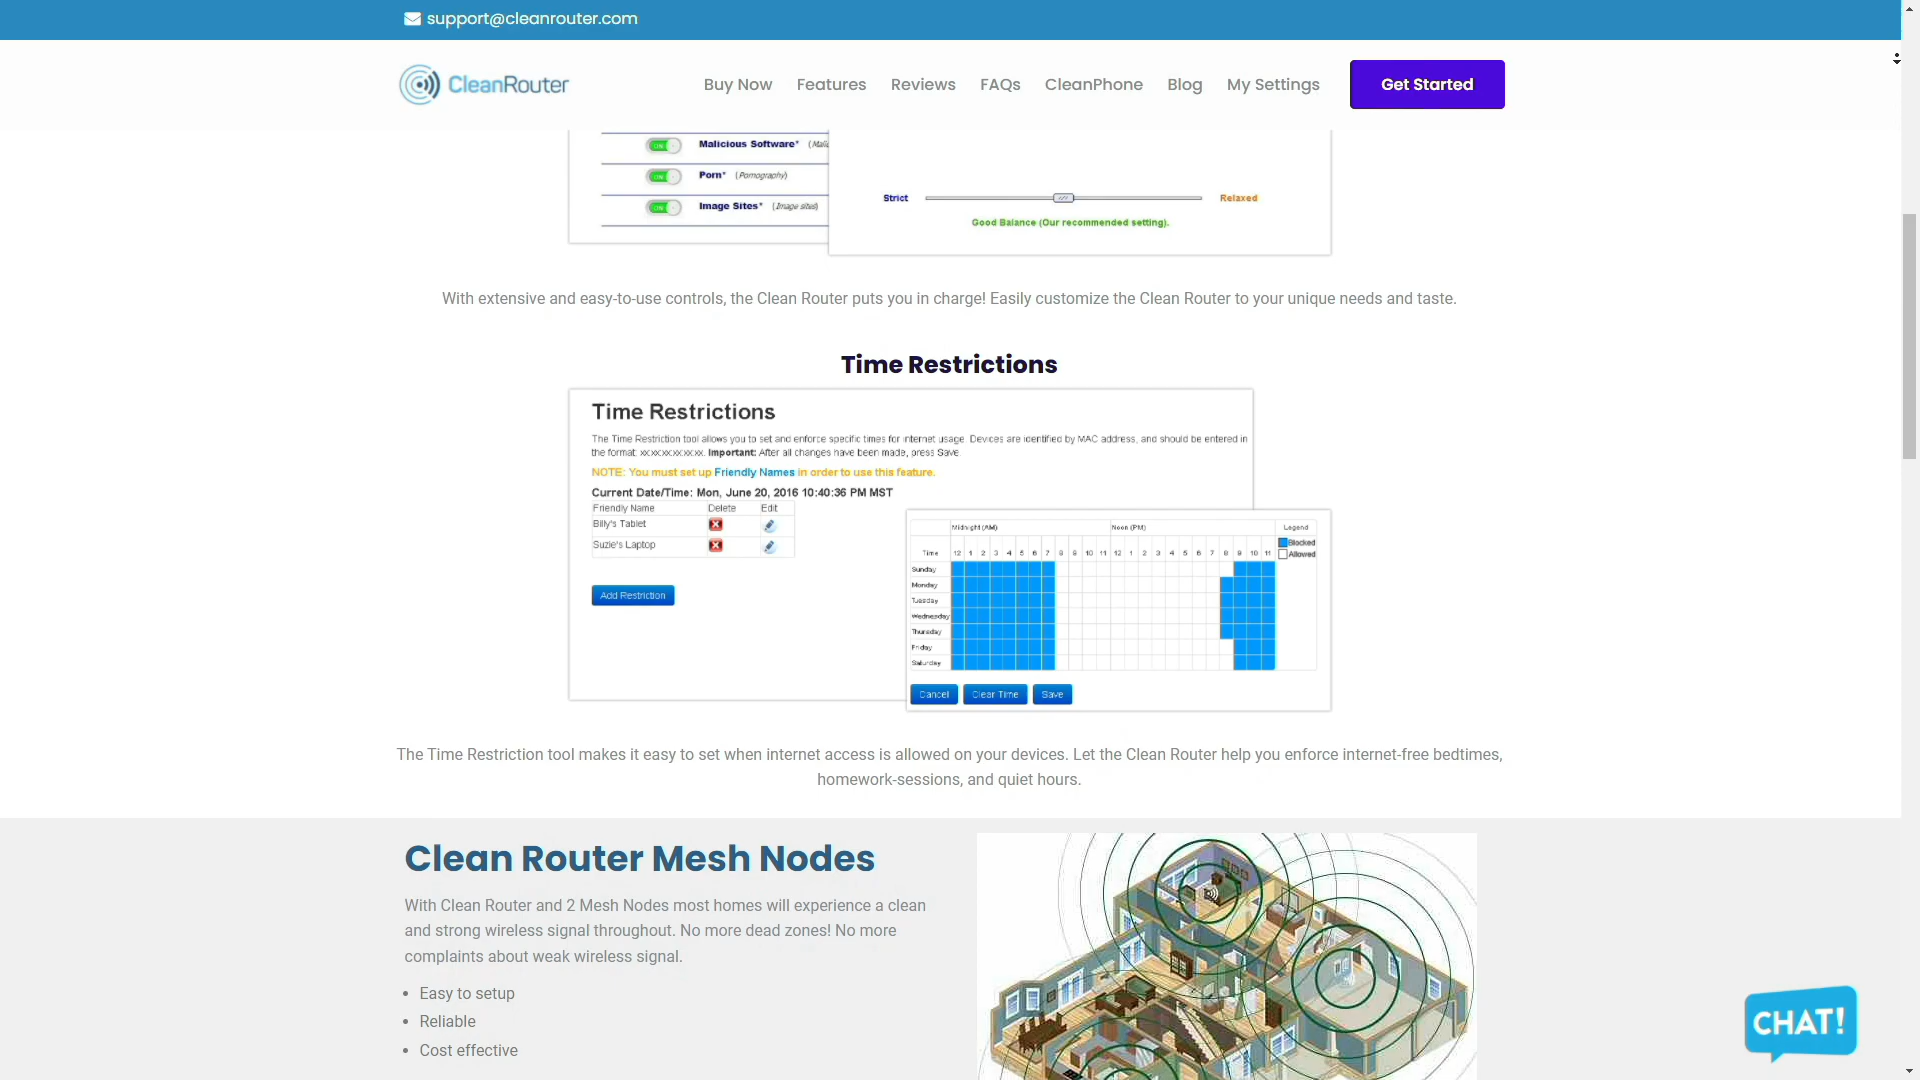 support@cleanrouter.com
CleanRouter
Buy Now Features Reviews FAQs CleanPhone Blog My Settings Get Started
ON Malicious Software*
ON Porn* (Pornography)
ON Image Sites* (Image sites)
Strict Relaxed
Good Balance (Our recommended setting).
With extensive and easy-to-use controls, the Clean Router puts you in charge! Easily customize the Clean Router to your unique needs and taste.
Time Restrictions
Time Restrictions
The Time Restriction tool allows you to set and enforce specific times for internet usage. Devices are identified by MAC address, and should be entered in
the format: xx:xx:xx:xx:xx:xx. Important: After all changes have been made, press Save.
NOTE: You must set up Friendly Names in order to use this feature.
Current Date/Time: Mon, June 20, 2016 10:40:36 PM MST
Friendly Name Delete Edit
Billy's Tablet
Suzie's Laptop
Add Restriction
Midnight (AM) Noon (PM) Legend
Blocked
Time 12 1 2 3 4 5 6 7 8 9 10 11 12 1 2 3 4 5 6 7 8 9 10 11 Allowed
Sunday
Monday
Tuesday
Wednesday
Thursday
Friday
Saturday
Cancel Clear Time Save
The Time Restriction tool makes it easy to set when internet access is allowed on your devices. Let the Clean Router help you enforce internet-free bedtimes,
homework-sessions, and quiet hours.
Clean Router Mesh Nodes
With Clean Router and 2 Mesh Nodes most homes will experience a clean
and strong wireless signal throughout. No more dead zones! No more
complaints about weak wireless signal.
• Easy to setup
• Reliable
• Cost effective
CHAT!